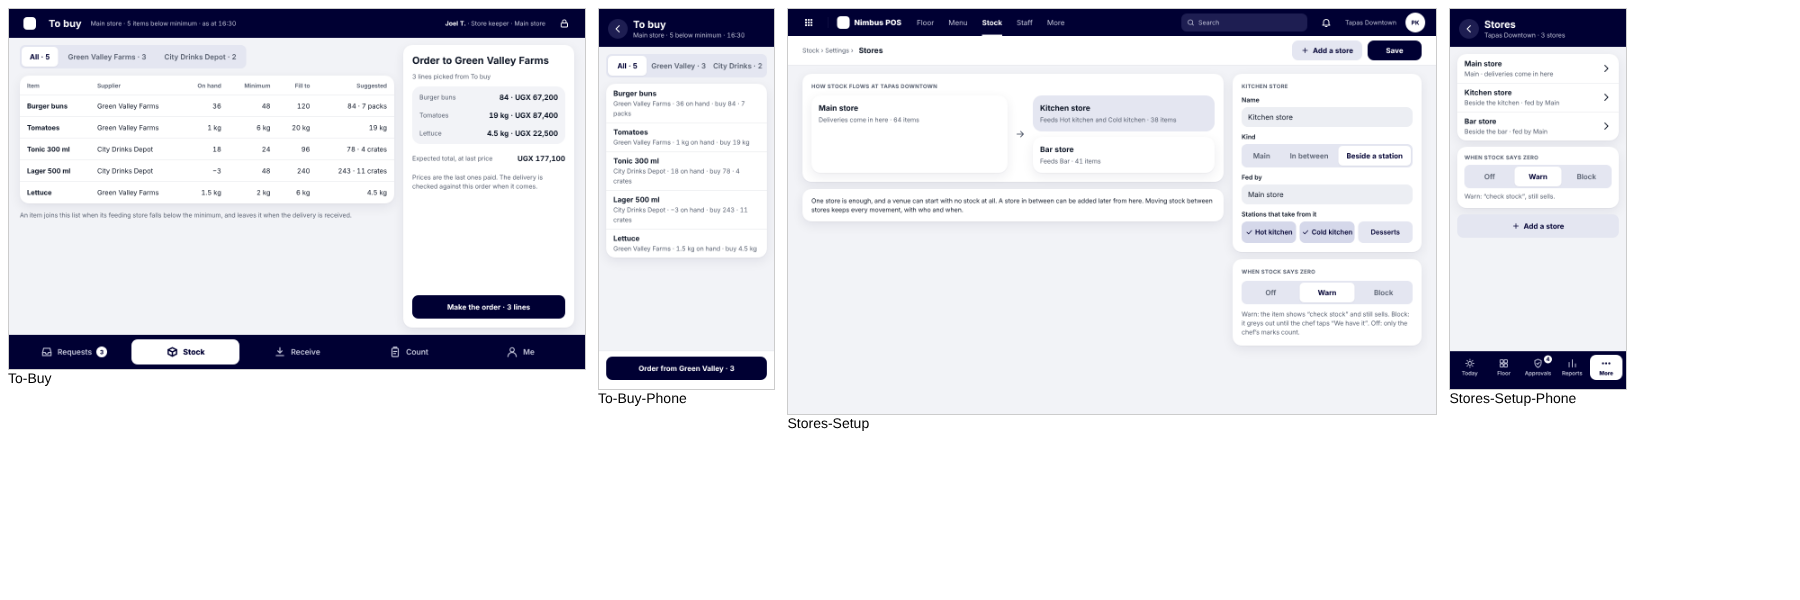 To buy
Main store · 5 items below minimum · as at 16:30
Joel T. · Store keeper · Main store
All · 5
Green Valley Farms · 3
City Drinks Depot · 2
Item Supplier On hand Minimum Fill to Suggested
Burger buns Green Valley Farms 36 48 120 84 · 7 packs
Tomatoes Green Valley Farms 1 kg 6 kg 20 kg 19 kg
Tonic 300 ml City Drinks Depot 18 24 96 78 · 4 crates
Lager 500 ml City Drinks Depot −3 48 240 243 · 11 crates
Lettuce Green Valley Farms 1.5 kg 2 kg 6 kg 4.5 kg
An item joins this list when its feeding store falls below the minimum, and leaves it when the delivery is received.
Order to Green Valley Farms
3 lines picked from To buy
Burger buns 84 · UGX 67,200
Tomatoes 19 kg · UGX 87,400
Lettuce 4.5 kg · UGX 22,500
Expected total, at last price UGX 177,100
Prices are the last ones paid. The delivery is
checked against this order when it comes.
Make the order · 3 lines
Requests 3
Stock
Receive
Count
Me
To-Buy
To buy
Main store · 5 below minimum · 16:30
All · 5
Green Valley · 3
City Drinks · 2
Burger buns
Green Valley Farms · 36 on hand · buy 84 · 7
packs
Tomatoes
Green Valley Farms · 1 kg on hand · buy 19 kg
Tonic 300 ml
City Drinks Depot · 18 on hand · buy 78 · 4
crates
Lager 500 ml
City Drinks Depot · −3 on hand · buy 243 · 11
crates
Lettuce
Green Valley Farms · 1.5 kg on hand · buy 4.5 kg
Order from Green Valley · 3
To-Buy-Phone
Nimbus POS
Floor
Menu
Stock
Staff
More
Search
Tapas Downtown
PK
Stock › Settings › Stores
+ Add a store
Save
HOW STOCK FLOWS AT TAPAS DOWNTOWN
Main store
Deliveries come in here · 64 items
→
Kitchen store
Feeds Hot kitchen and Cold kitchen · 38 items
Bar store
Feeds Bar · 41 items
One store is enough, and a venue can start with no stock at all. A store in between can be added later from here. Moving stock between
stores keeps every movement, with who and when.
KITCHEN STORE
Name
Kitchen store
Kind
Main
In between
Beside a station
Fed by
Main store
Stations that take from it
✓ Hot kitchen
✓ Cold kitchen
Desserts
WHEN STOCK SAYS ZERO
Off
Warn
Block
Warn: the item shows “check stock” and still sells. Block:
it greys out until the chef taps “We have it”. Off: only the
chef’s marks count.
Stores-Setup
Stores
Tapas Downtown · 3 stores
Main store
Main · deliveries come in here
Kitchen store
Beside the kitchen · fed by Main
Bar store
Beside the bar · fed by Main
WHEN STOCK SAYS ZERO
Off
Warn
Block
Warn: “check stock”, still sells.
+ Add a store
Today
Floor
Approvals 4
Reports
More
Stores-Setup-Phone